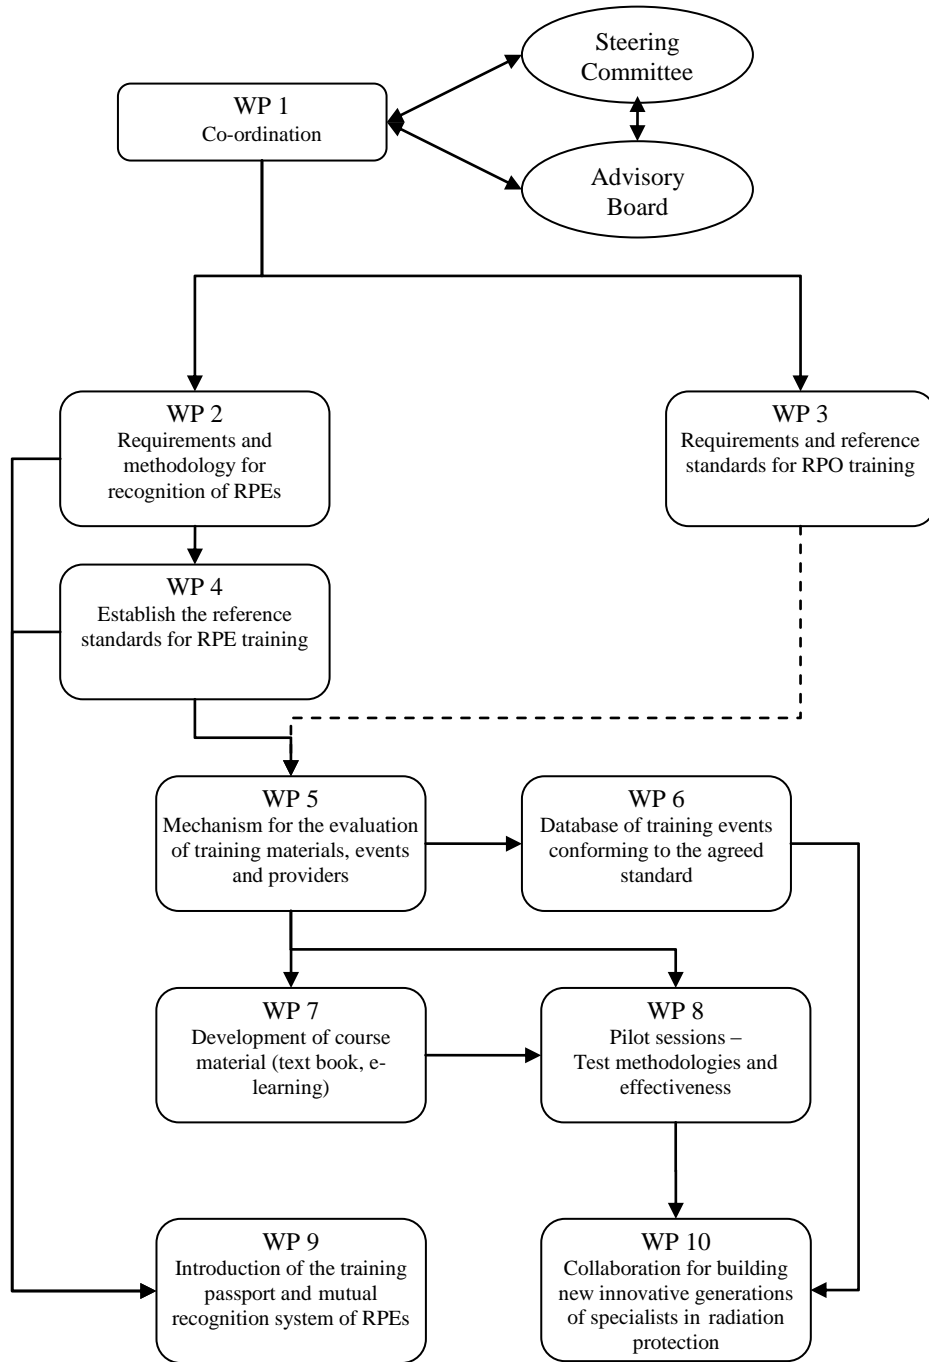 Steering
Committee
WP 1
Co-ordination
Advisory
Board
WP 2
Requirements and
methodology for
recognition of RPEs
WP 3
Requirements and reference
standards for RPO training
WP 4
Establish the reference
standards for RPE training
WP 5
Mechanism for the evaluation
of training materials, events
and providers
WP 6
Database of training events
conforming to the agreed
standard
WP 7
Development of course
material (text book, e-
learning)
WP 8
Pilot sessions –
Test methodologies and
effectiveness
WP 9
Introduction of the training
passport and mutual
recognition system of RPEs
WP 10
Collaboration for building
new innovative generations
of specialists in radiation
protection